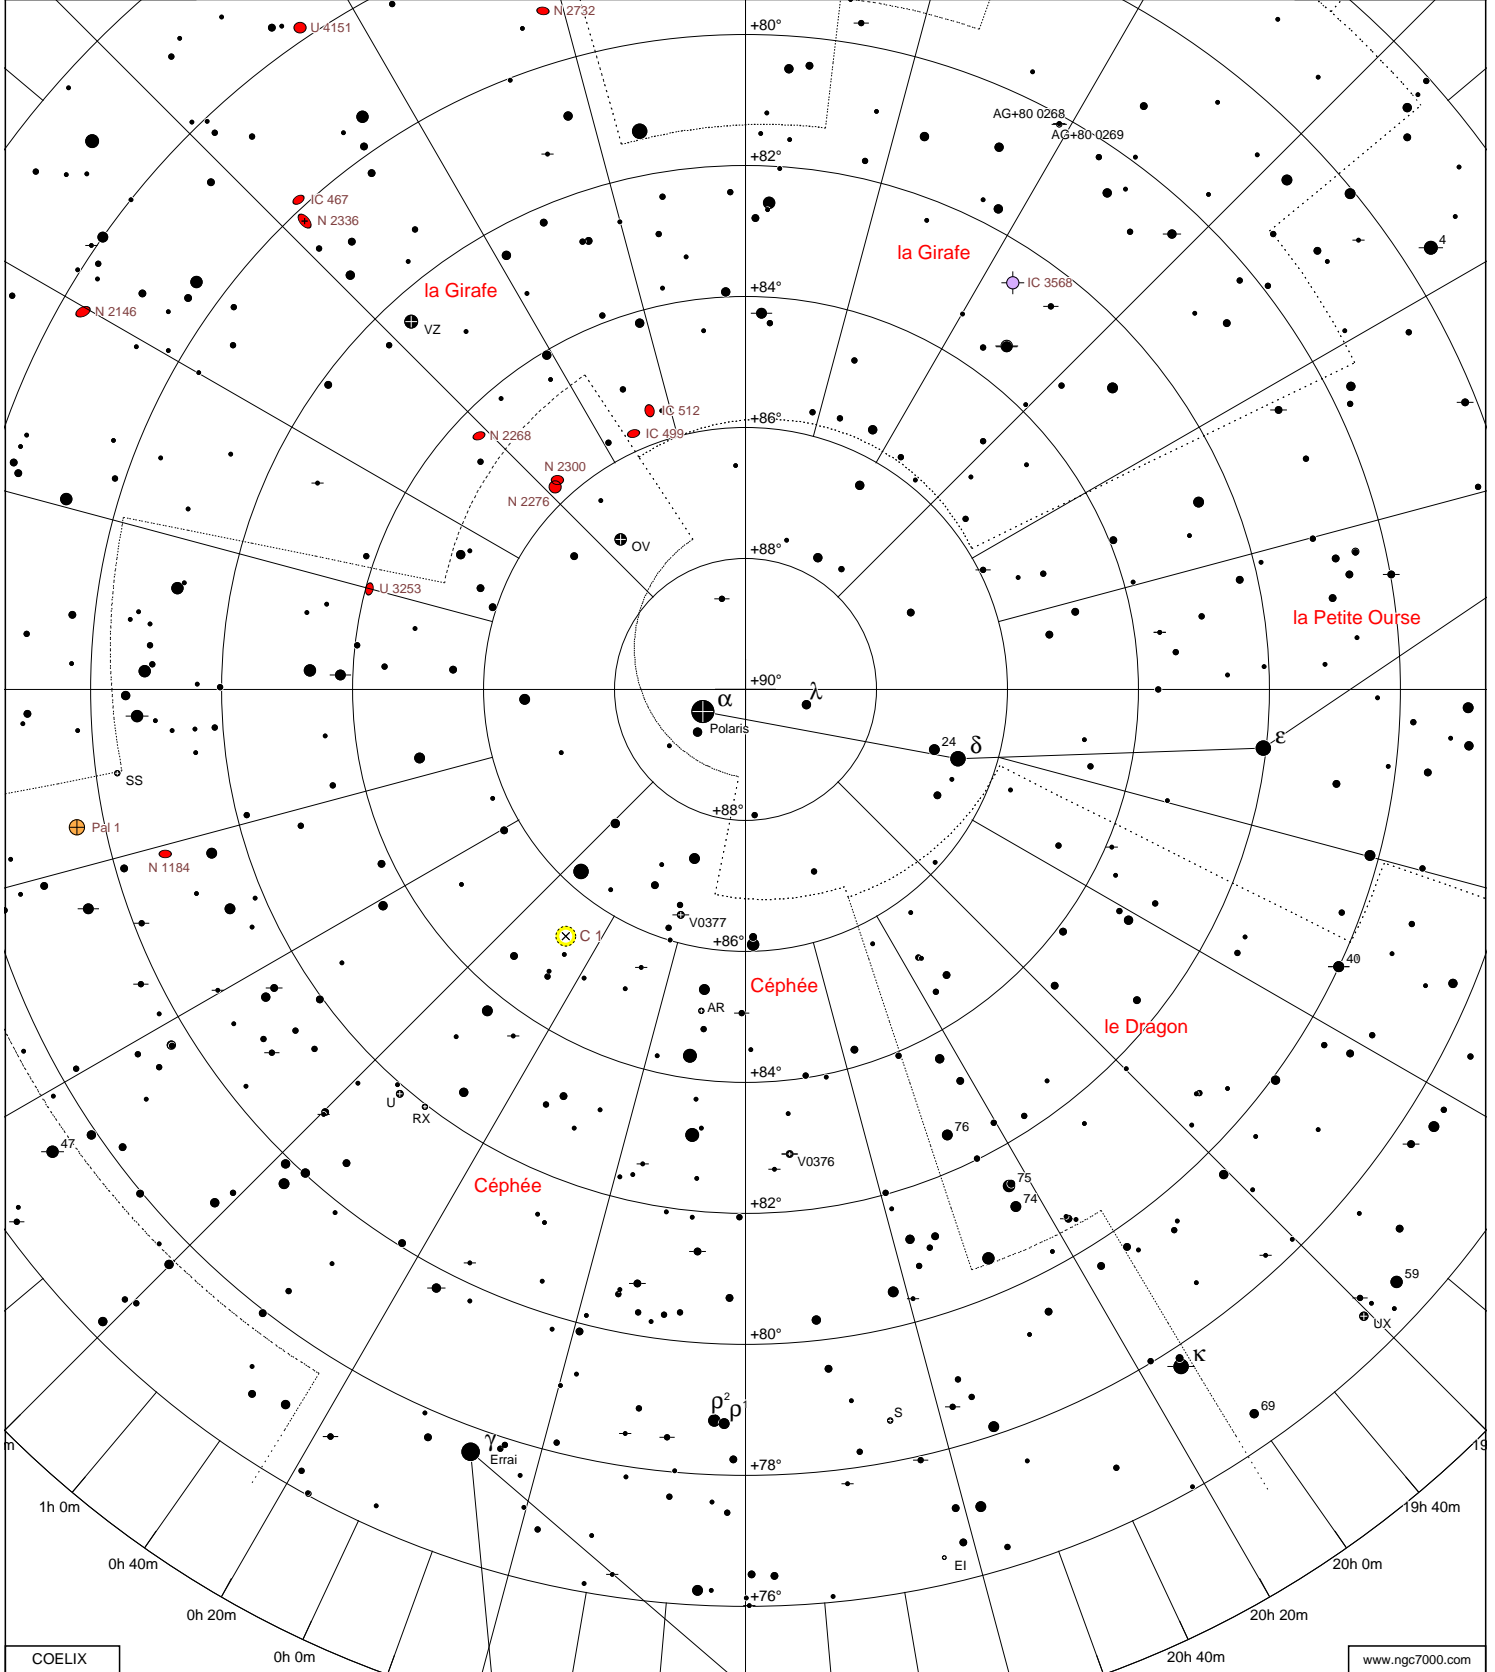 N 2732
U 4151
+80°
AG+80 0268
AG+80 0269
+82°
IC 467
N 2336
4
la Girafe
la Girafe
IC 3568
+84°
N 2146
VZ
IC 512
+86°
N 2268
IC 499
N 2300
N 2276
OV
+88°
U 3253
la Petite Ourse
+90°
α
λ
Polaris
24
δ
ε
SS
+88°
Pal 1
N 1184
V0377
C 1
+86°
40
Céphée
AR
le Dragon
+84°
U
RX
76
47
V0376
75
Céphée
74
+82°
59
UX
+80°
κ
ρ² ρ¹
S
69
γ
Errai
m
19
+78°
1h 0m
19h 40m
0h 40m
EI
20h 0m
+76°
0h 20m
20h 20m
0h 0m
20h 40m
COELIX
www.ngc7000.com